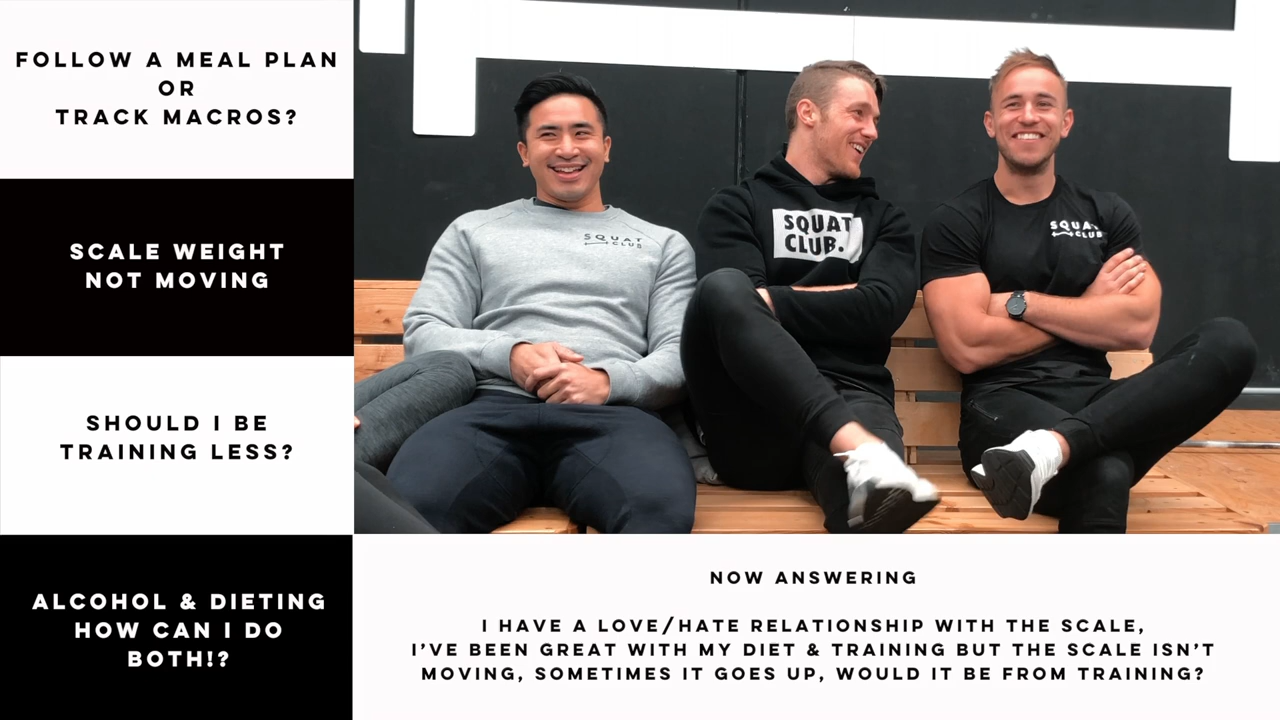 FOLLOW A MEAL PLAN
OR
TRACK MACROS?
SCALE WEIGHT
NOT MOVING
SHOULD I BE
TRAINING LESS?
ALCOHOL & DIETING
HOW CAN I DO
BOTH!?
SQUAT
CLUB
SQUAT
CLUB.
SQUAT
CLUB
NOW ANSWERING
I HAVE A LOVE/HATE RELATIONSHIP WITH THE SCALE,
I'VE BEEN GREAT WITH MY DIET & TRAINING BUT THE SCALE ISN'T
MOVING, SOMETIMES IT GOES UP, WOULD IT BE FROM TRAINING?